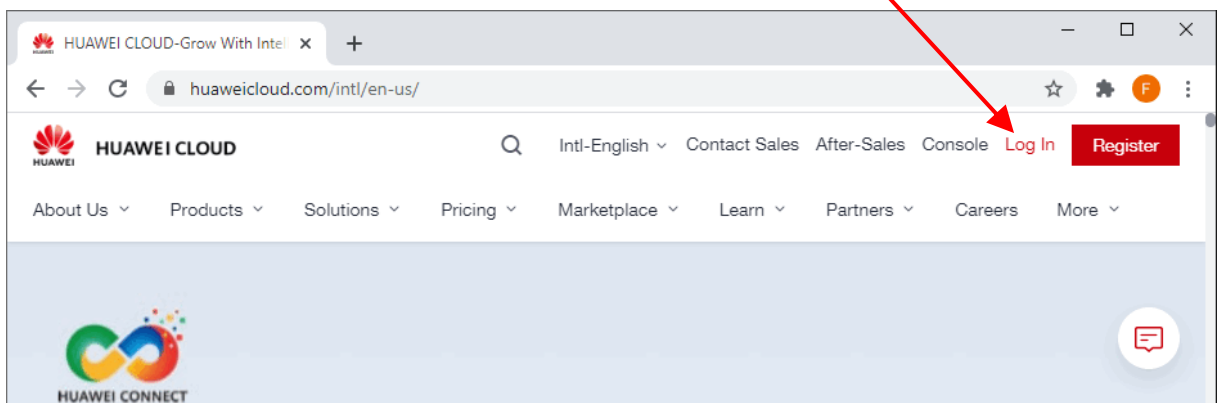 HUAWEI CLOUD-Grow With Intel
huaweicloud.com/intl/en-us/
F
HUAWEI
HUAWEI CLOUD
Intl-English
Contact Sales
After-Sales
Console
Log In
Register
About Us
Products
Solutions
Pricing
Marketplace
Learn
Partners
Careers
More
HUAWEI CONNECT